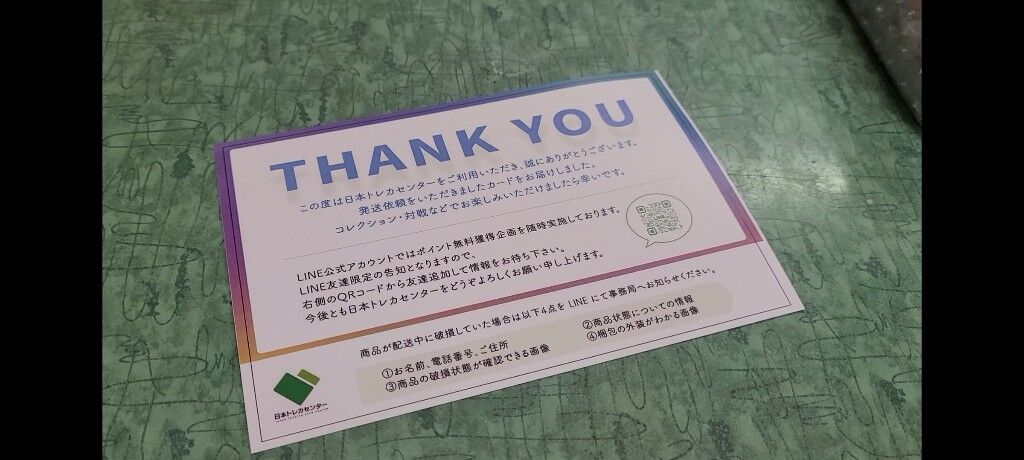 THANK YOU
この度は日本トレカセンターをご利用いただき、誠にありがとうございます。
発送依頼をいただきましたカードをお届けしました。
コレクション・対戦などでお楽しみいただけましたら幸いです。
LINE公式アカウントではポイント無料獲得企画を随時実施しております。
LINE友達限定の告知となりますので、
右側のQRコードから友達追加して情報をお待ち下さい。
今後とも日本トレカセンターをどうぞよろしくお願い申し上げます。
商品が配送中に破損していた場合は以下4点を LINE にて事務局へお知らせください。
①お名前、電話番号、ご住所 ②商品状態についての情報
③商品の破損状態が確認できる画像 ④梱包の外装がわかる画像
日本トレカセンター